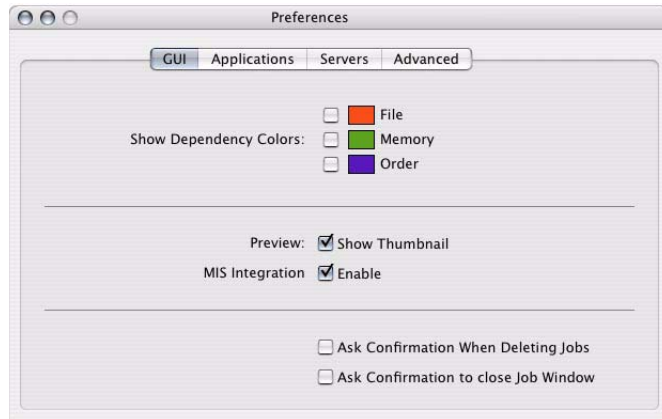 Preferences
GUI Applications Servers Advanced
File
Show Dependency Colors: Memory
Order
Preview: Show Thumbnail
MIS Integration Enable
Ask Confirmation When Deleting Jobs
Ask Confirmation to close Job Window